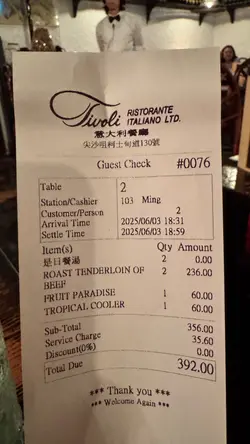 Tivoli RISTORANTE
ITALIANO LTD.
意大利餐廳
尖沙咀柯士甸道130號
Guest Check #0076
Table 2
Station/Cashier 103 Ming
Customer/Person 2
Arrival Time 2025/06/03 18:31
Settle Time 2025/06/03 18:59
Item(s) Qty Amount
是日餐湯 2 0.00
ROAST TENDERLOIN OF 2 236.00
BEEF
FRUIT PARADISE 1 60.00
TROPICAL COOLER 1 60.00
Sub-Total 356.00
Service Charge 35.60
Discount(0%) 0.00
Total Due 392.00
*** Thank you ***
*** Welcome Again ***